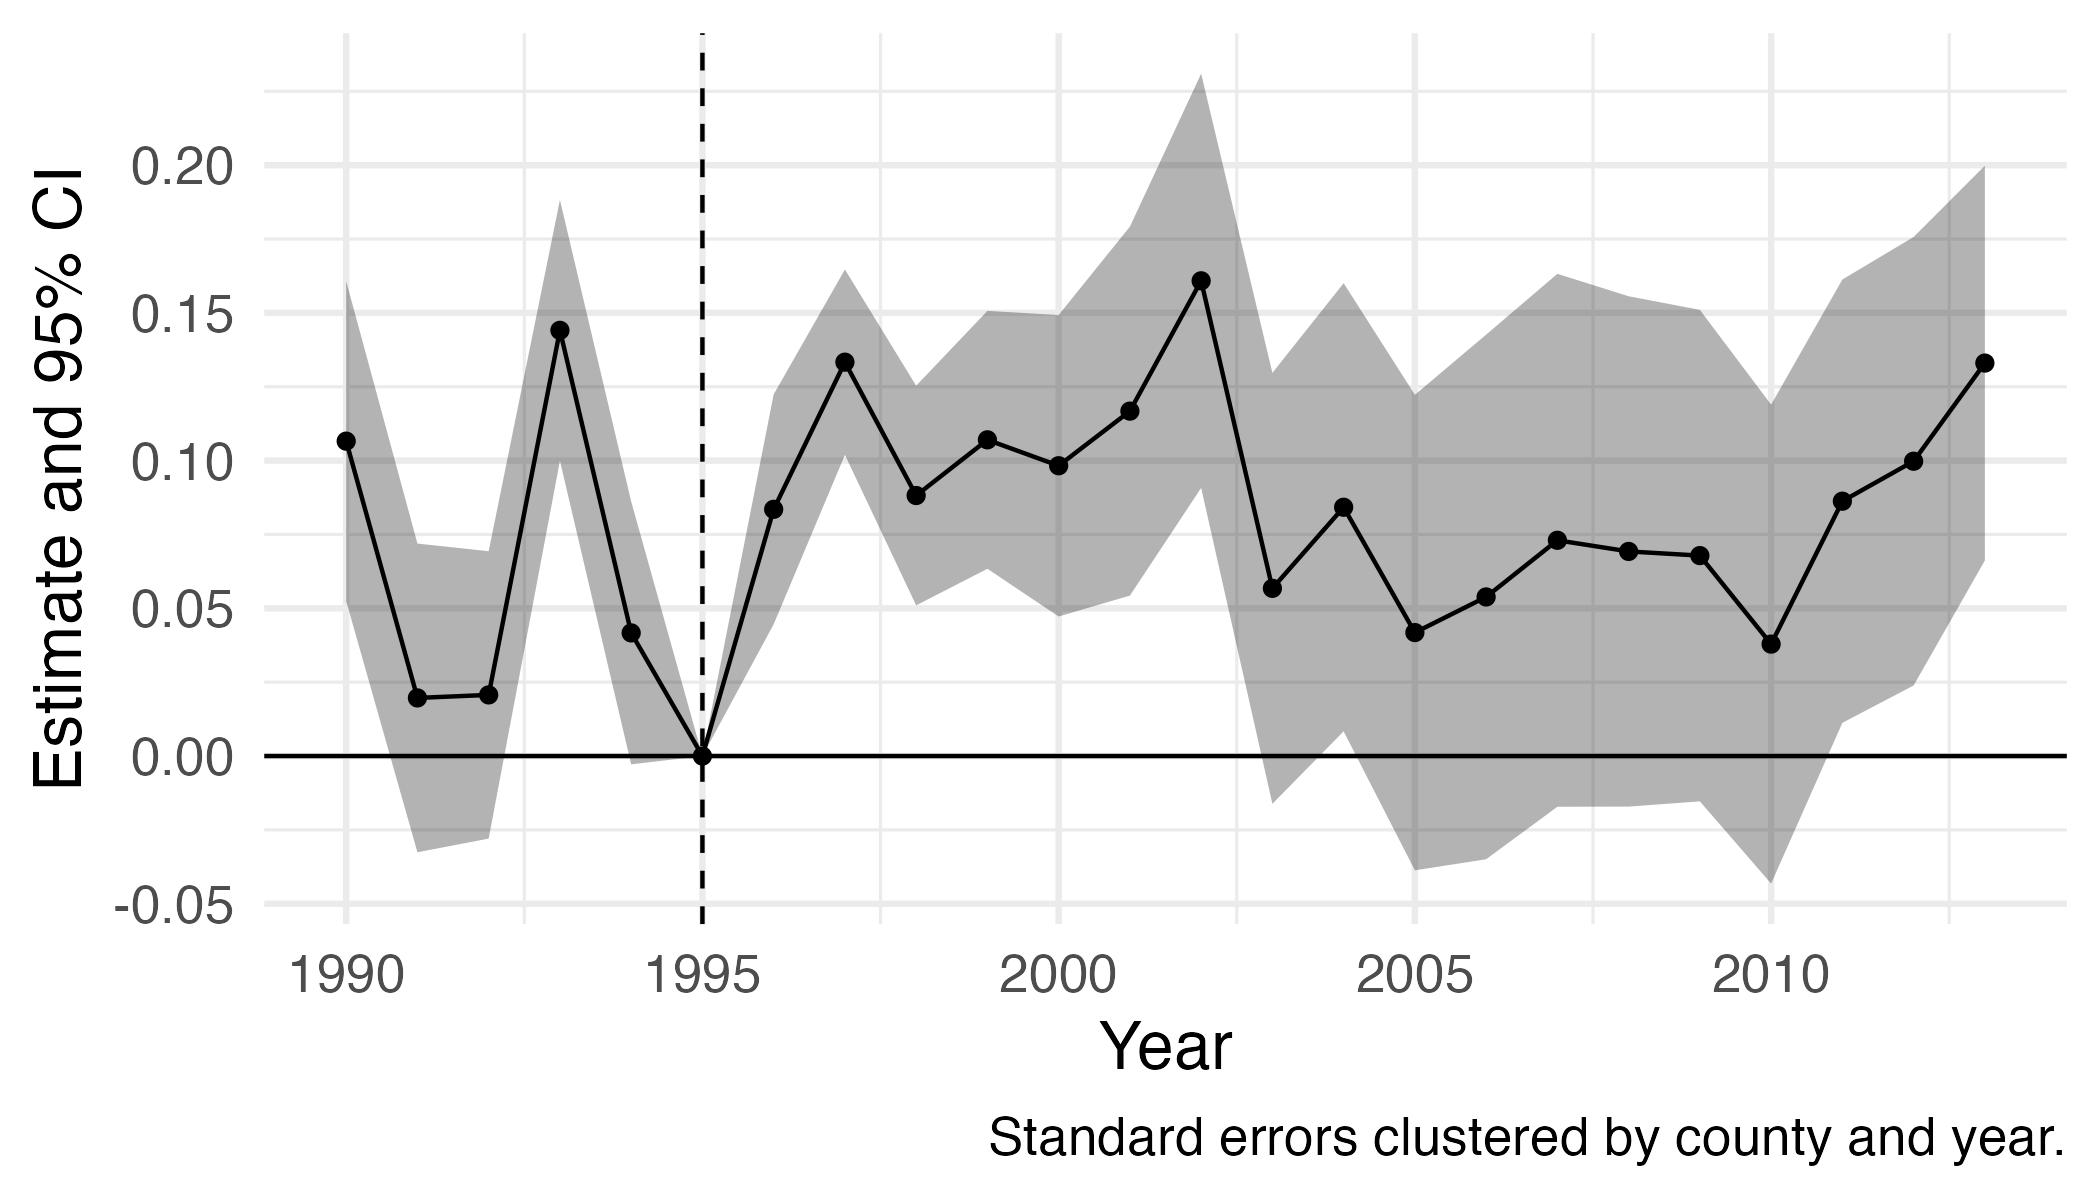 Estimate and 95% CI
0.20
0.15
0.10
0.05
0.00
-0.05
1990 1995 2000 2005 2010
Year
Standard errors clustered by county and year.